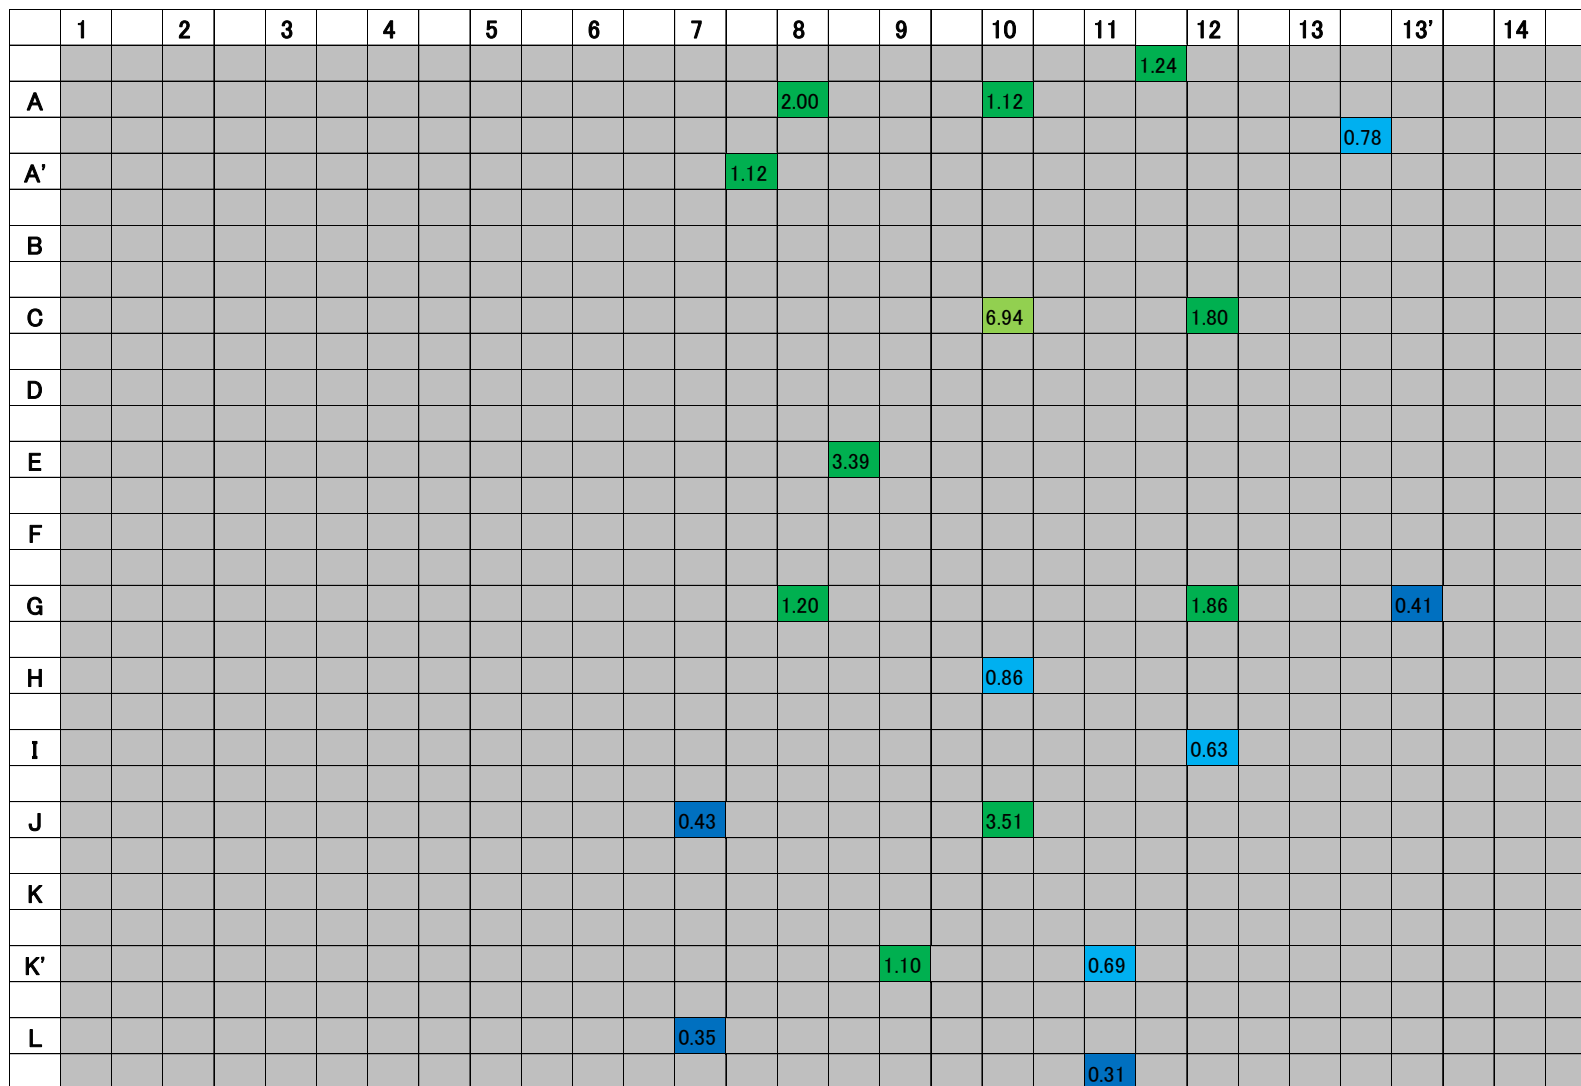 1 2 3 4 5 6 7 8 9 10 11 12 13 13' 14
1.24
A 2.00 1.12
0.78
A' 1.12
B
C 6.94 1.80
D
E 3.39
F
G 1.20 1.86 0.41
H 0.86
I 0.63
J 0.43 3.51
K
K' 1.10 0.69
L 0.35
0.31